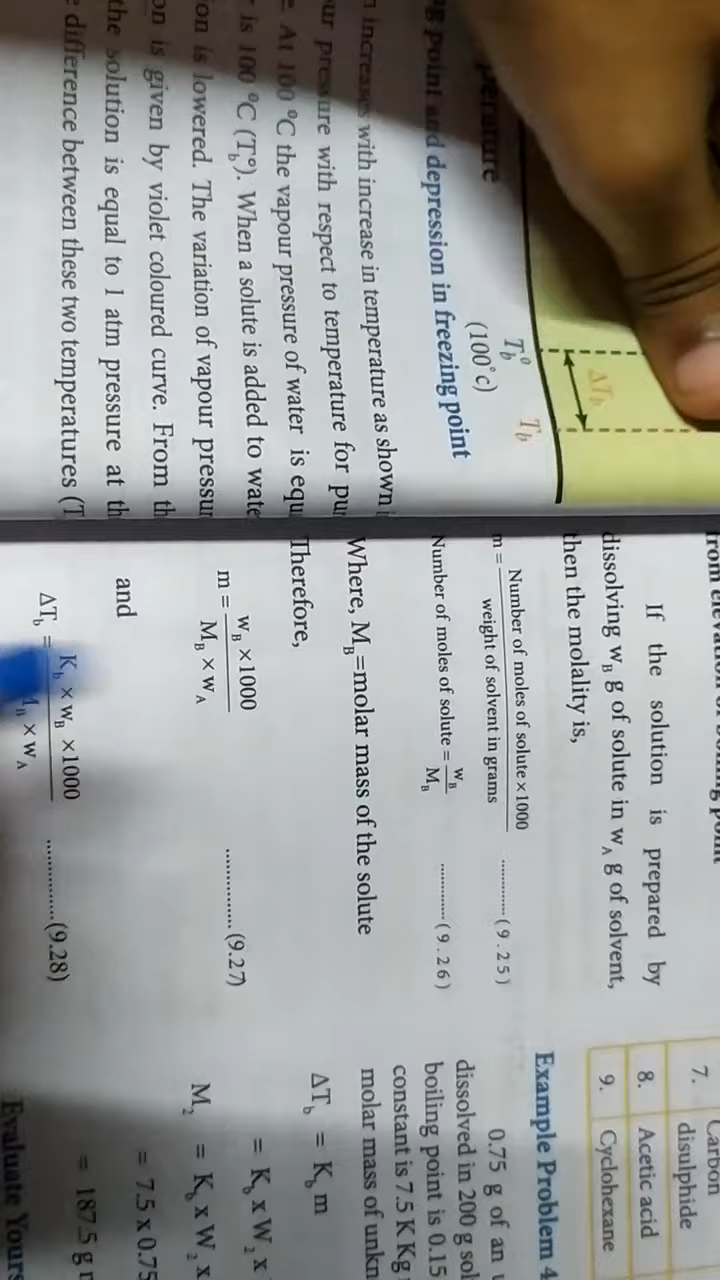 perature
T_b° T_b
(100°c)
ΔT_b
ng point and depression in freezing point
increases with increase in temperature as shown
ur pressure with respect to temperature for pu
At 100 °C the vapour pressure of water is equ
is 100 °C (T_b°). When a solute is added to wate
on is lowered. The variation of vapour pressur
on is given by violet coloured curve. From th
the solution is equal to 1 atm pressure at th
difference between these two temperatures (T
If the solution is prepared by
dissolving w_B g of solute in w_A g of solvent,
then the molality is,
m = Number of moles of solute × 1000 / weight of solvent in grams .............(9.25)
Number of moles of solute = w_B / M_B .............(9.26)
Where, M_B=molar mass of the solute
Therefore,
m = w_B ×1000 / M_B × w_A .............. (9.27)
and
ΔT_b = K_b × w_B ×1000 / × w_A .............. (9.28)
7. Carbon
disulphide
8. Acetic acid
9. Cyclohexane
Example Problem 4
0.75 g of an
dissolved in 200 g sol
boiling point is 0.15
constant is 7.5 K Kg
molar mass of unkn
ΔT_b = K_b m
= K_b x W_2 x
M_2 = K_b x W_2 x
= 7.5 x 0.75
= 187.5 g
Evaluate Yours